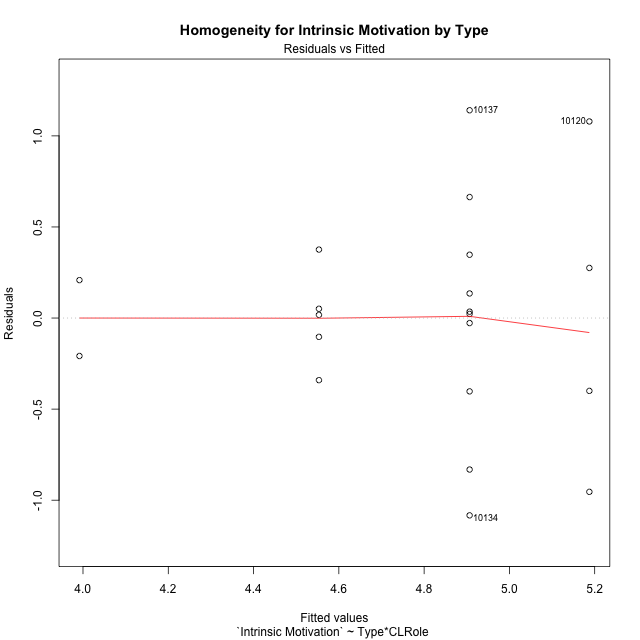 Homogeneity for Intrinsic Motivation by Type
Residuals vs Fitted
10137
10120
10134
Residuals
1.0
0.5
0.0
-0.5
-1.0
4.0 4.2 4.4 4.6 4.8 5.0 5.2
Fitted values
`Intrinsic Motivation` ~ Type*CLRole